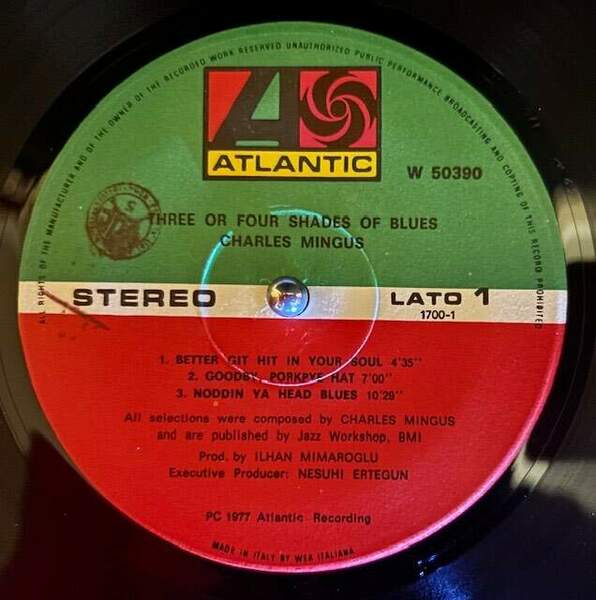 ALL RIGHTS OF THE MANUFACTURER AND OF THE OWNER OF THE RECORDED WORK RESERVED UNAUTHORIZED PUBLIC PERFORMANCE BROADCASTING AND COPYING OF THIS RECORD PROHIBITED
ATLANTIC
W 50390
THREE OR FOUR SHADES OF BLUES
CHARLES MINGUS
STEREO
LATO 1
1700-1
1. BETTER GIT HIT IN YOUR SOUL 4'35"
2. GOODBY, PORKPYE HAT 7'00"
3. NODDIN YA HEAD BLUES 10'29"
All selections were composed by CHARLES MINGUS
and are published by Jazz Workshop, BMI
Prod. by ILHAN MIMAROGLU
Executive Producer: NESUHI ERTEGUN
PC 1977 Atlantic Recording
MADE IN ITALY BY WEA ITALIANA